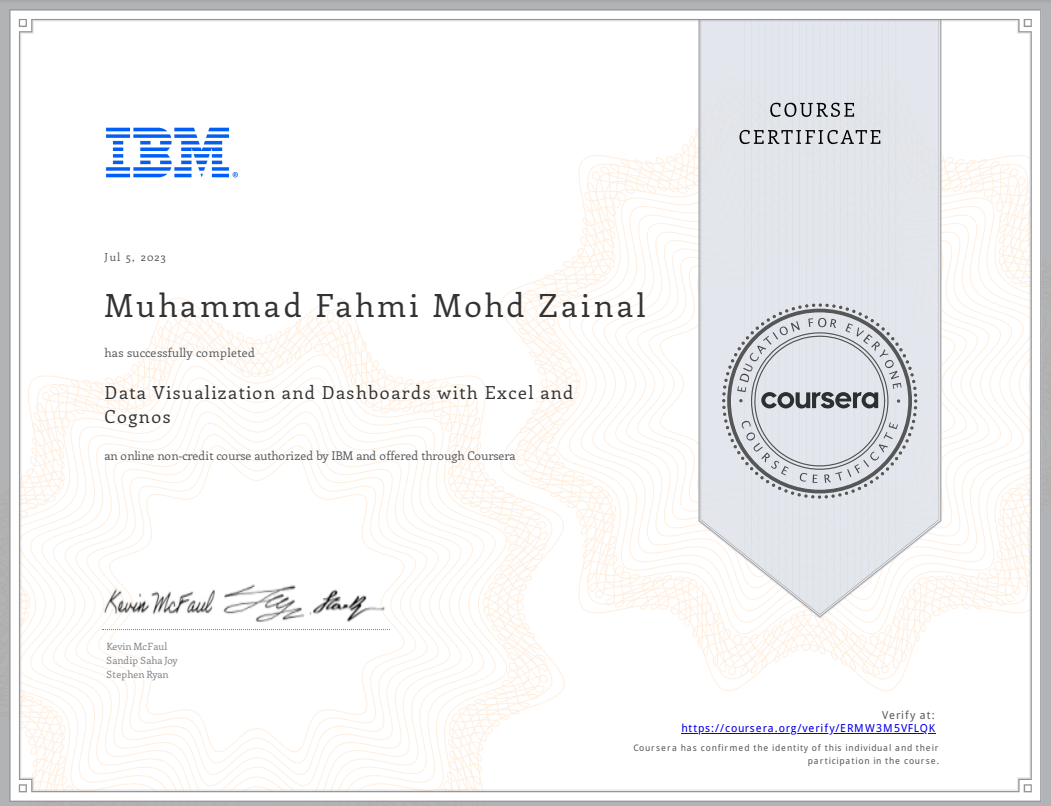 COURSE
CERTIFICATE
IBM®
Jul 5, 2023
Muhammad Fahmi Mohd Zainal
has successfully completed
Data Visualization and Dashboards with Excel and
Cognos
an online non-credit course authorized by IBM and offered through Coursera
EDUCATION FOR EVERYONE
coursera
COURSE CERTIFICATE
Kevin McFaul
Kevin McFaul
Sandip Saha Joy
Stephen Ryan
Verify at:
https://coursera.org/verify/ERMW3M5VFLQK
Coursera has confirmed the identity of this individual and their
participation in the course.